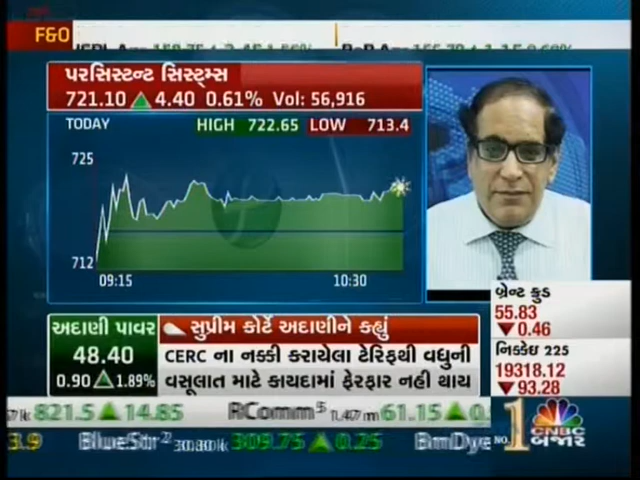 F&O
પરસિસ્ટન્ટ સિસ્ટ્મ્સ
721.10 4.40 0.61% Vol: 56,916
TODAY HIGH 722.65 LOW 713.4
725
712
09:15 10:30
બ્રેન્ટ ક્રુડ
55.83
0.46
નિક્કેઇ 225
19318.12
93.28
અદાણી પાવર
48.40
0.90 1.89%
સુપ્રીમ કોર્ટે અદાણીને કહ્યું
CERC ના નક્કી કરાયેલા ટેરિફથી વધુની
વસૂલાત માટે કાયદામાં ફેરફાર નહી થાય
821.5 14.85 RComm 61.15
3.9 BlueStr 309.75 0.25 BmDye
NO. 1 CNBC
બજાર